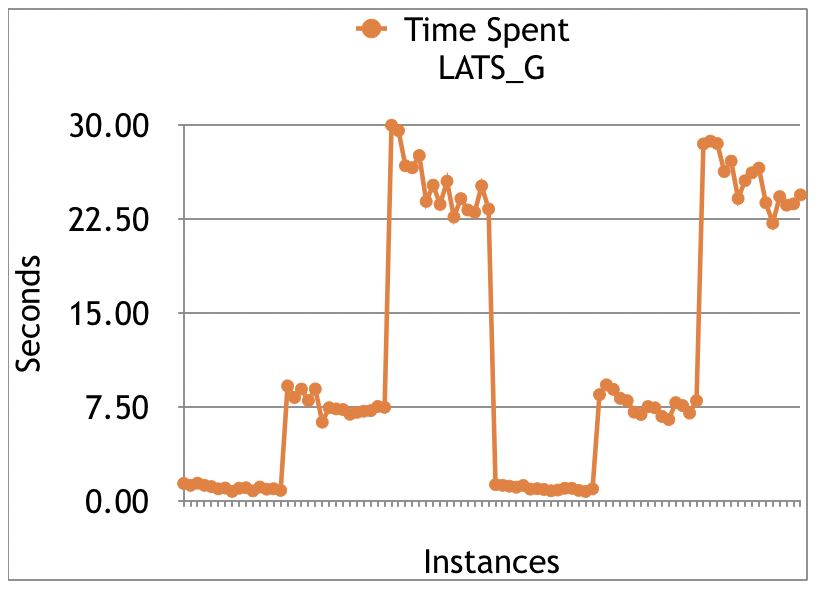 Time Spent
LATS_G
30.00
22.50
15.00
7.50
0.00
Seconds
Instances